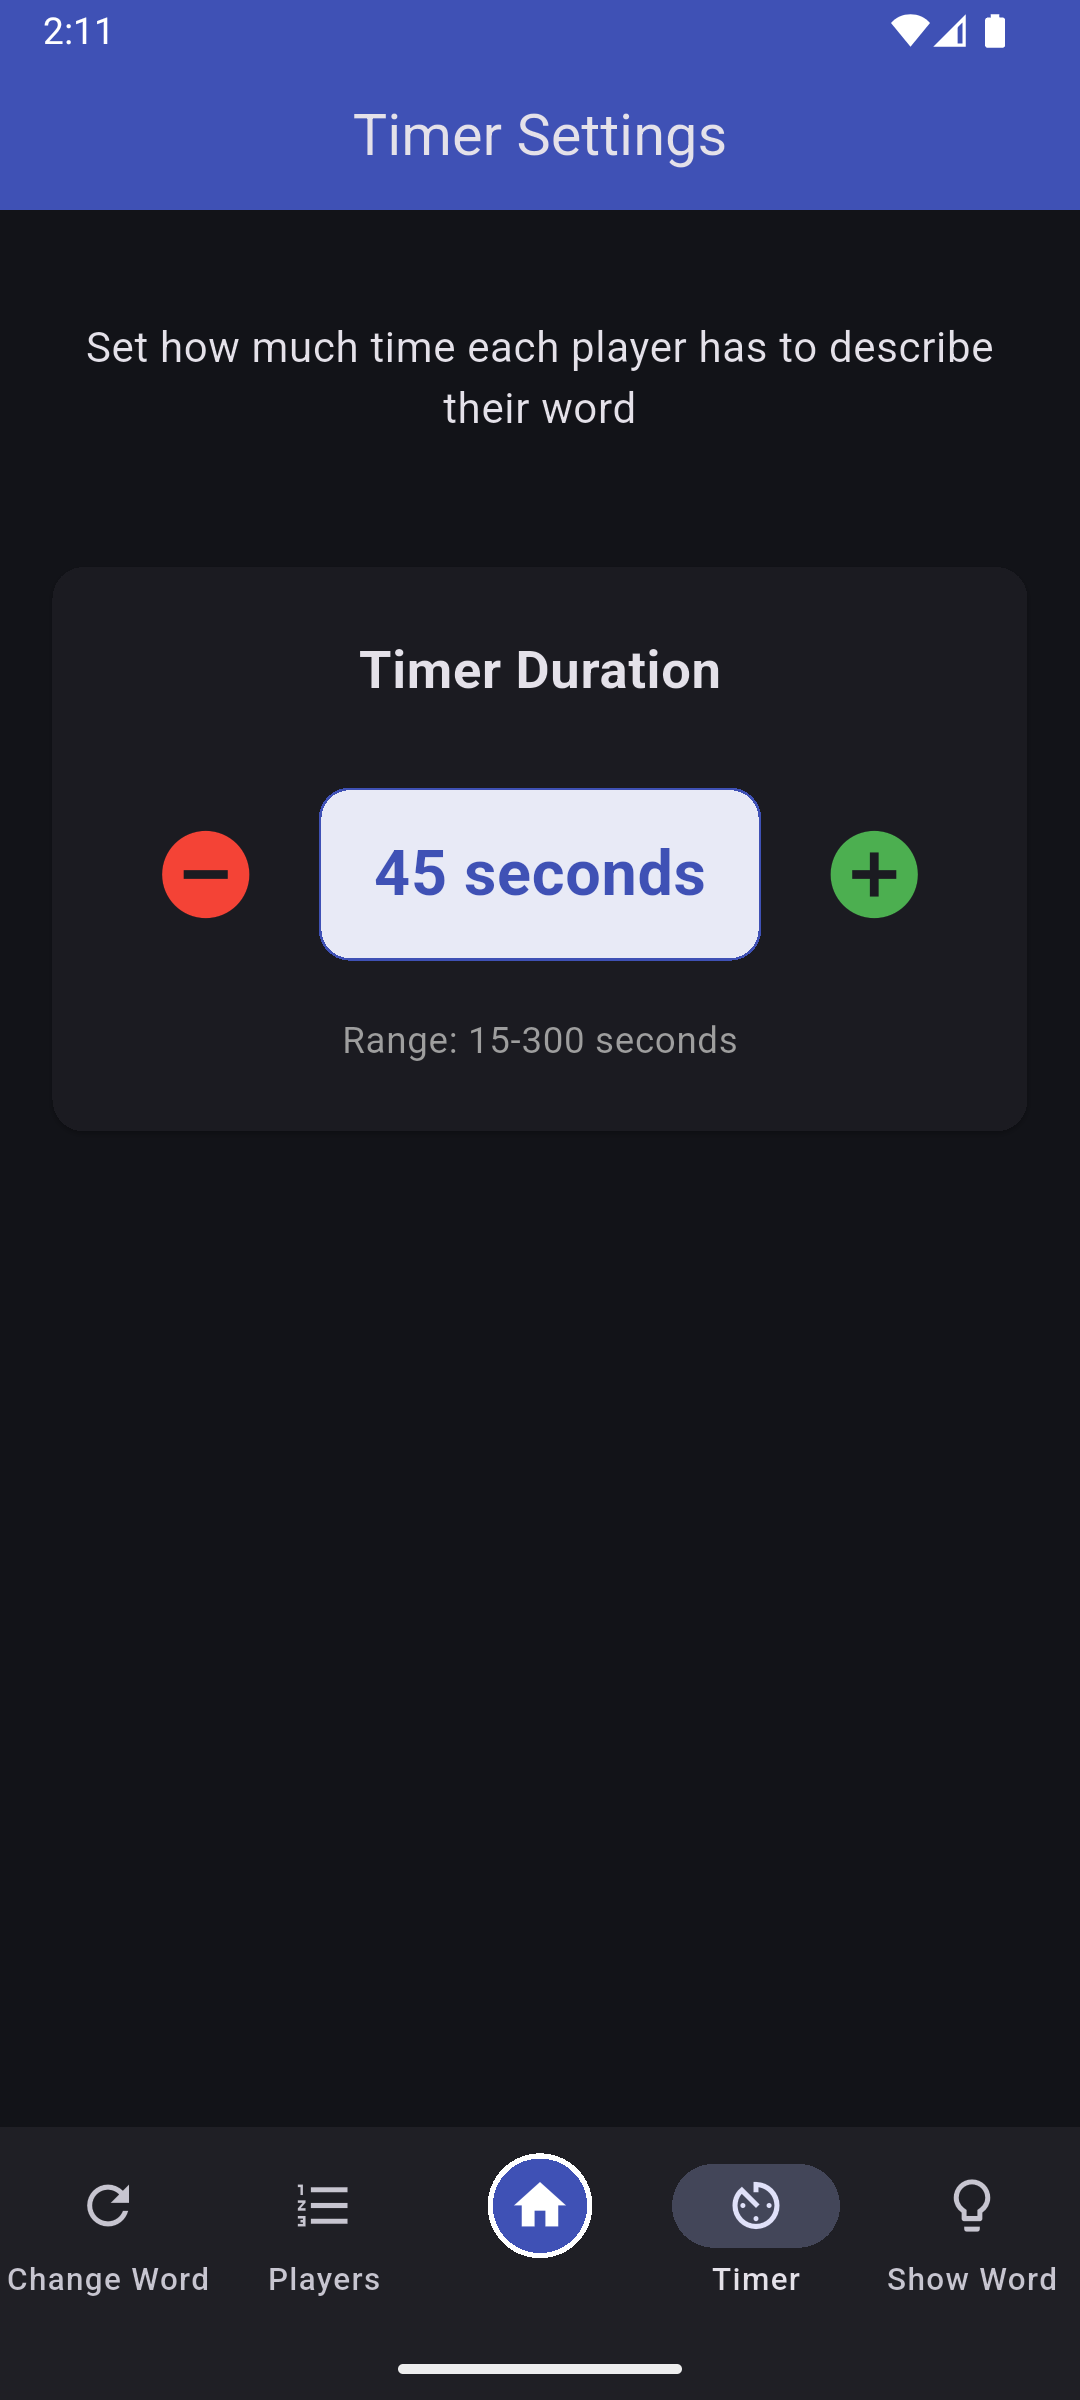 2:11
Timer Settings
Set how much time each player has to describe
their word
Timer Duration
45 seconds
Range: 15-300 seconds
Change Word
Players
Timer
Show Word